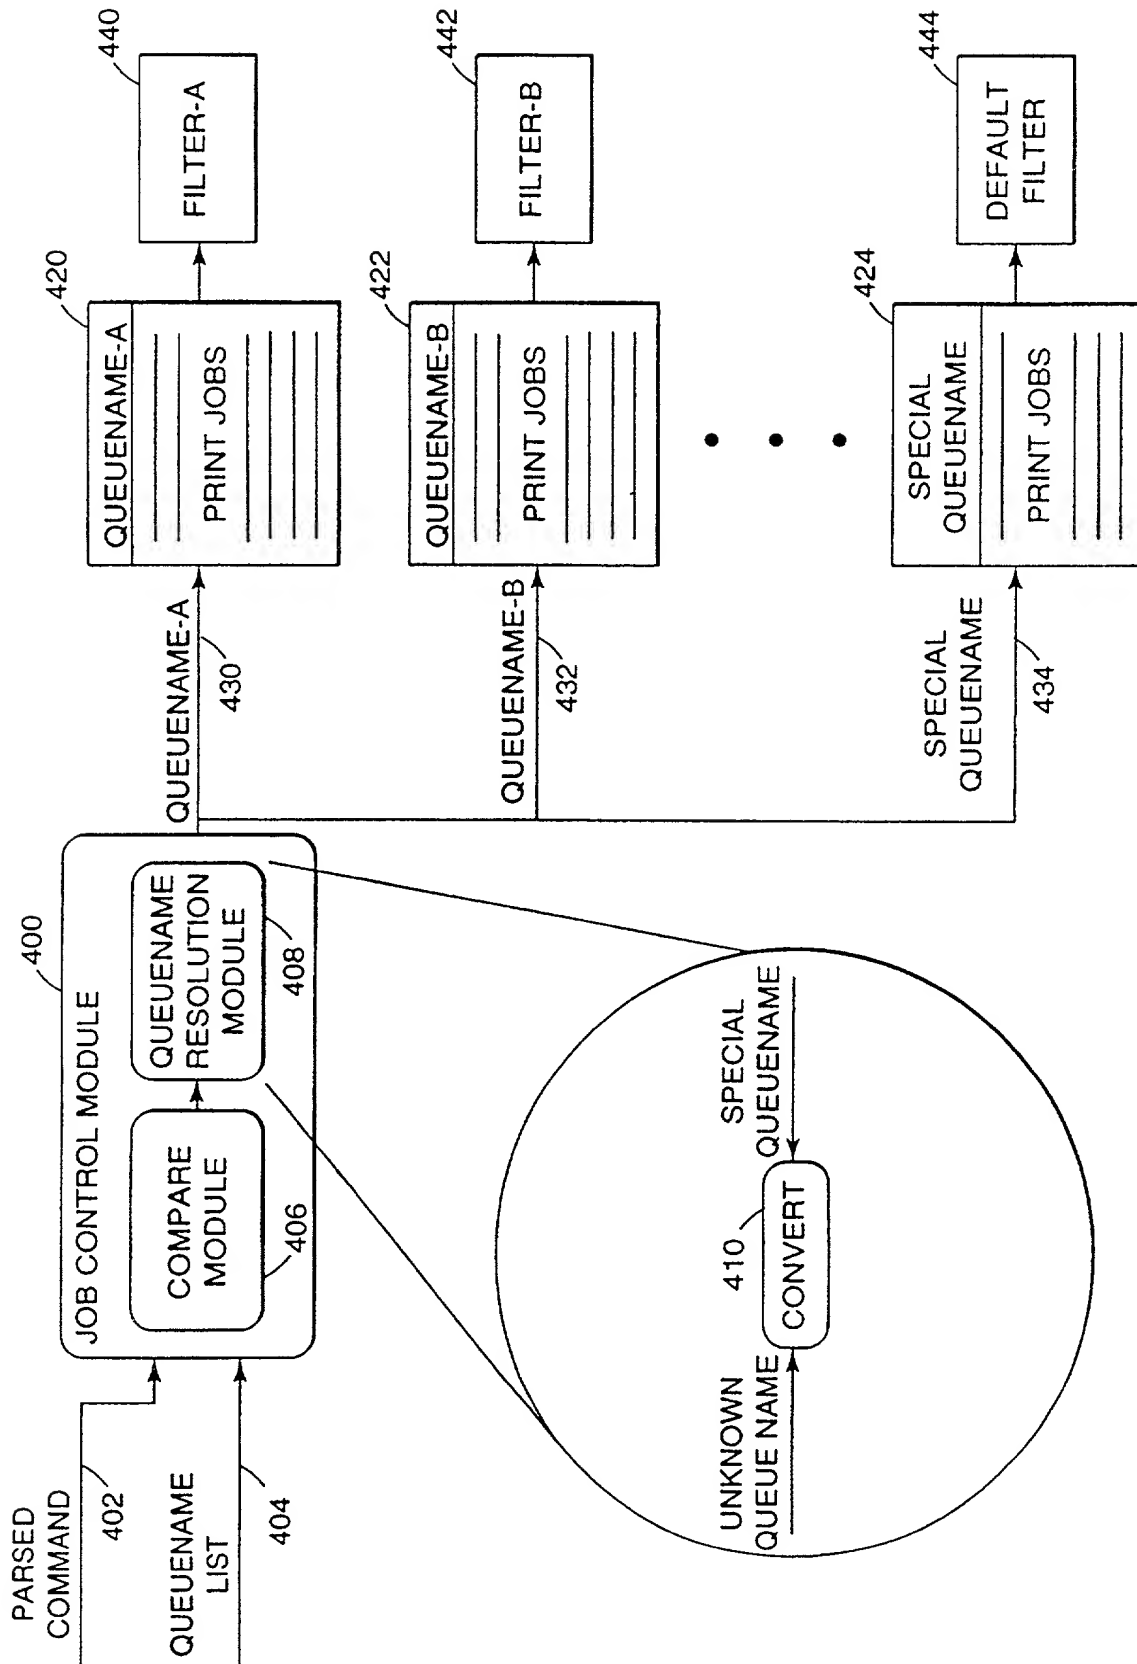 PARSED
COMMAND
402
QUEUENAME
LIST
404
400
JOB CONTROL MODULE
COMPARE
MODULE
406
QUEUENAME
RESOLUTION
MODULE
408
UNKNOWN
QUEUE NAME
410
CONVERT
SPECIAL
QUEUENAME
QUEUENAME-A
430
420
QUEUENAME-A
PRINT JOBS
440
FILTER-A
QUEUENAME-B
432
422
QUEUENAME-B
PRINT JOBS
442
FILTER-B
SPECIAL
QUEUENAME
434
424
SPECIAL
QUEUENAME
PRINT JOBS
444
DEFAULT
FILTER